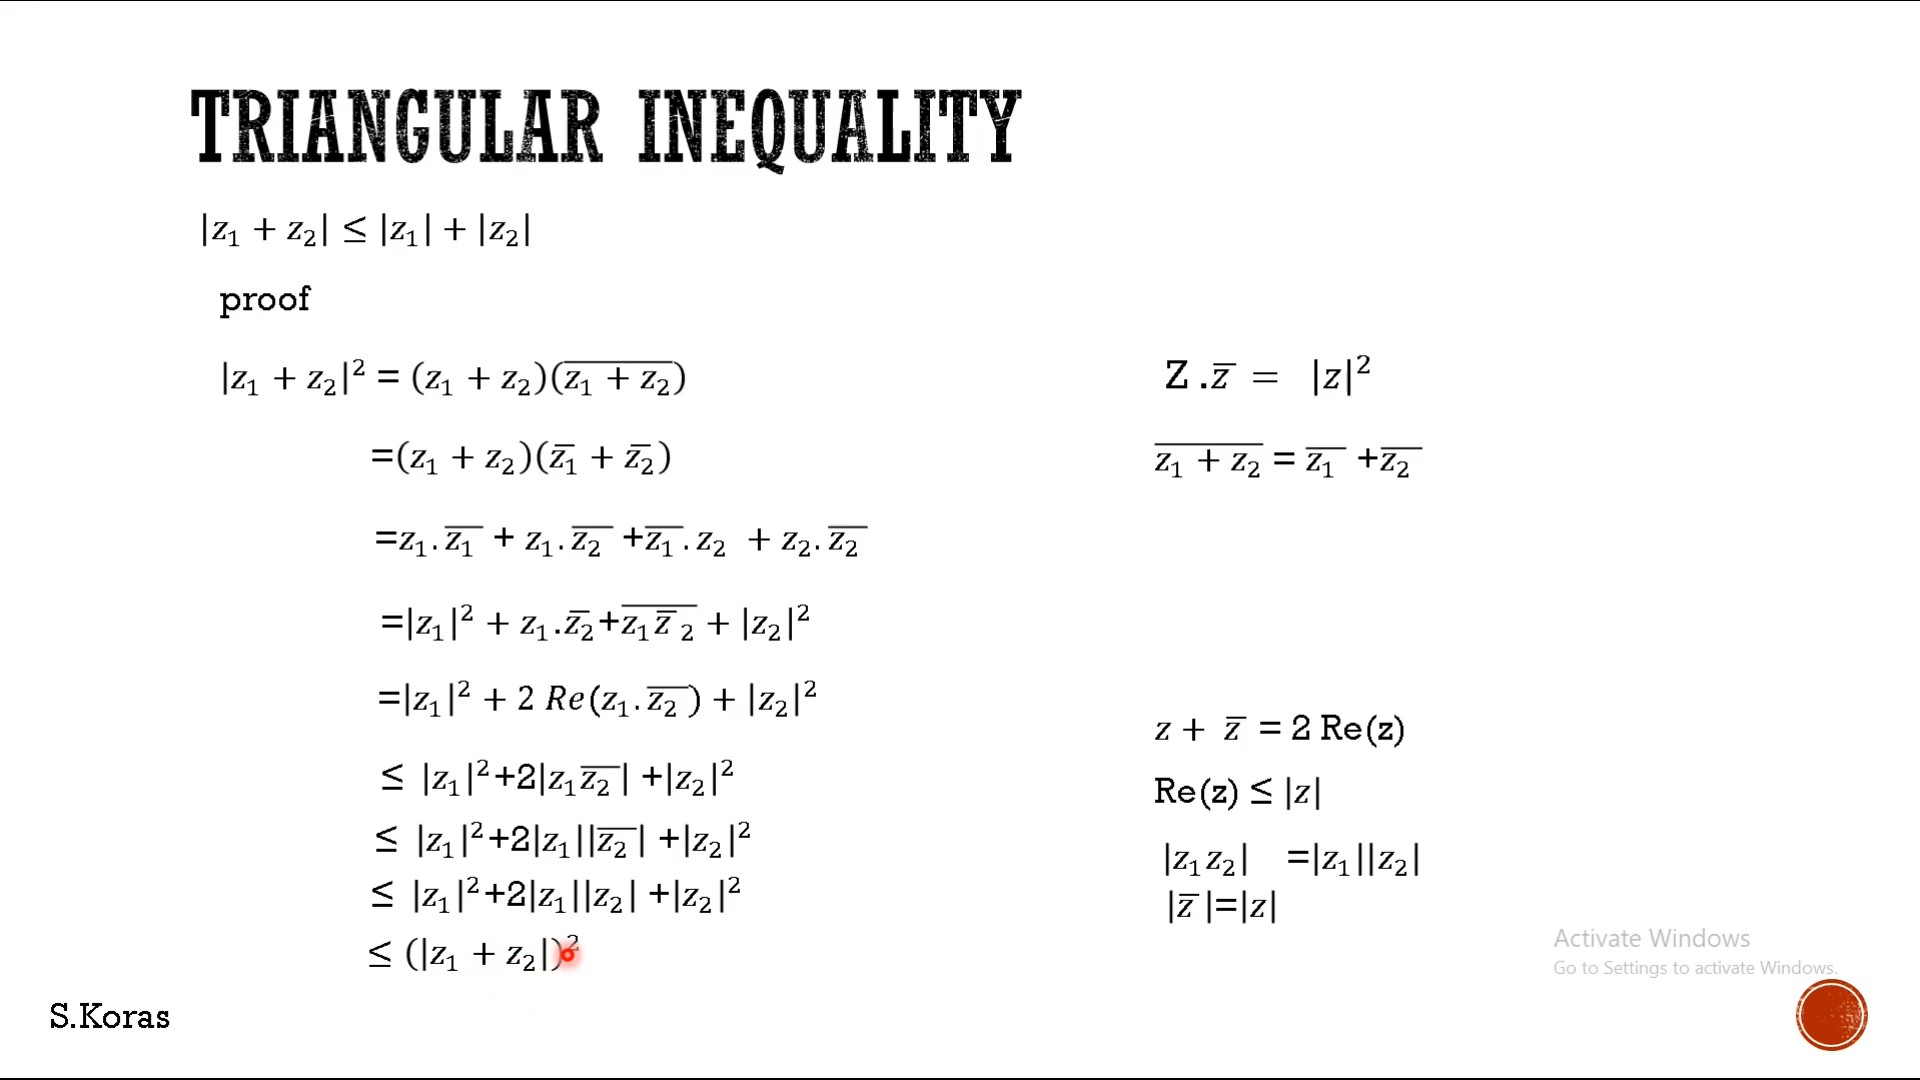 TRIANGULAR INEQUALITY
|z₁ + z₂| ≤ |z₁| + |z₂|
proof
|z₁ + z₂|² = (z₁ + z₂)(z̅₁̅ ̅+̅ ̅z̅₂̅)
=(z₁ + z₂)(z̅₁ + z̅₂)
=z₁.z̅₁ + z₁.z̅₂ +z̅₁.z₂ + z₂.z̅₂
=|z₁|² + z₁.z̅₂+z̅₁̅z̅̅ ̅₂̅ + |z₂|²
=|z₁|² + 2 Re(z₁.z̅₂) + |z₂|²
≤ |z₁|²+2|z₁z̅₂| +|z₂|²
≤ |z₁|²+2|z₁||z̅₂| +|z₂|²
≤ |z₁|²+2|z₁||z₂| +|z₂|²
≤ (|z₁ + z₂|)²
Z .z̅ = |z|²
z̅₁̅ ̅+̅ ̅z̅₂̅ = z̅₁ +z̅₂
z + z̅ = 2 Re(z)
Re(z) ≤ |z|
|z₁z₂| =|z₁||z₂|
|z̅ |=|z|
Activate Windows
Go to Settings to activate Windows.
S.Koras